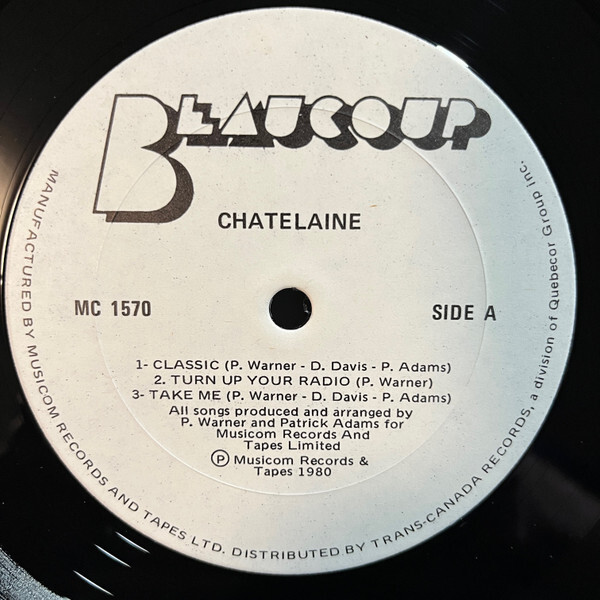 BEAUCOUP
CHATELAINE
MC 1570
SIDE A
1- CLASSIC (P. Warner - D. Davis - P. Adams)
2. TURN UP YOUR RADIO (P. Warner)
3- TAKE ME (P. Warner - D. Davis - P. Adams)
All songs produced and arranged by
P. Warner and Patrick Adams for
Musicom Records And
Tapes Limited
Ⓟ Musicom Records &
Tapes 1980
MANUFACTURED BY MUSICOM RECORDS AND TAPES LTD. DISTRIBUTED BY TRANS-CANADA RECORDS, a division of Quebecor Group inc.